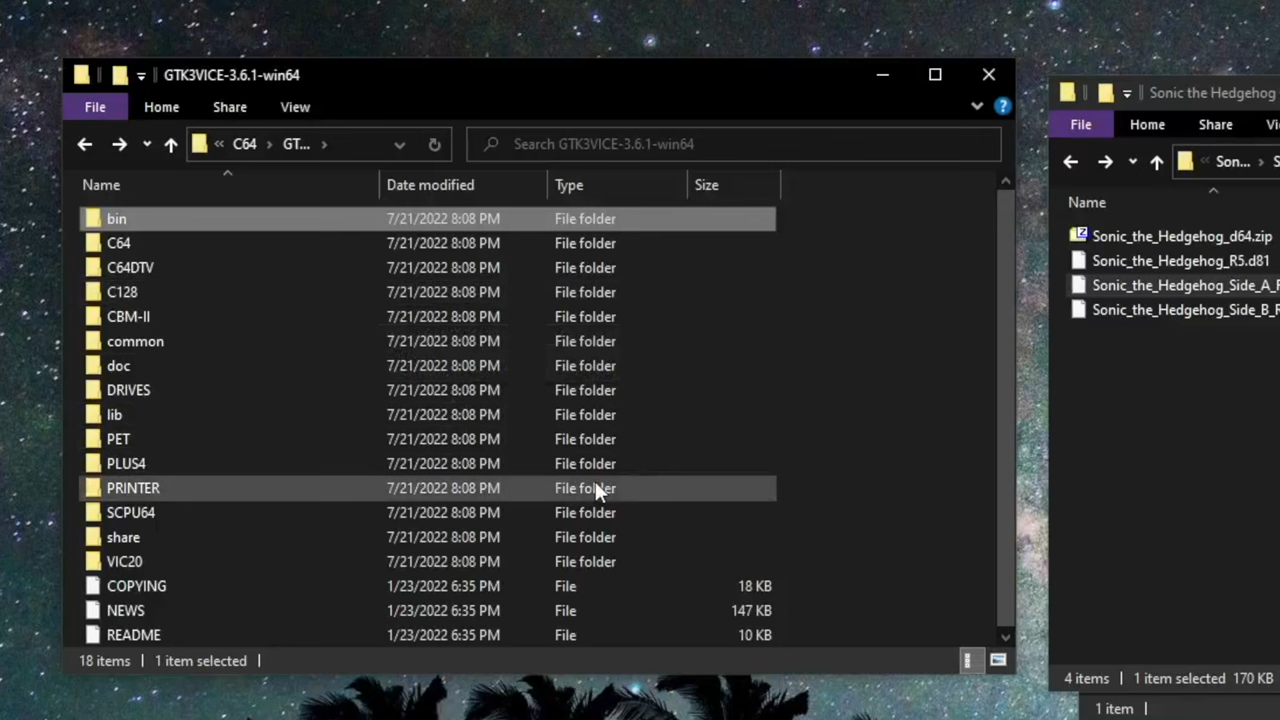 GTK3VICE-3.6.1-win64
File Home Share View
C64 GT... Search GTK3VICE-3.6.1-win64
Name Date modified Type Size
bin 7/21/2022 8:08 PM File folder
C64 7/21/2022 8:08 PM File folder
C64DTV 7/21/2022 8:08 PM File folder
C128 7/21/2022 8:08 PM File folder
CBM-II 7/21/2022 8:08 PM File folder
common 7/21/2022 8:08 PM File folder
doc 7/21/2022 8:08 PM File folder
DRIVES 7/21/2022 8:08 PM File folder
lib 7/21/2022 8:08 PM File folder
PET 7/21/2022 8:08 PM File folder
PLUS4 7/21/2022 8:08 PM File folder
PRINTER 7/21/2022 8:08 PM File folder
SCPU64 7/21/2022 8:08 PM File folder
share 7/21/2022 8:08 PM File folder
VIC20 7/21/2022 8:08 PM File folder
COPYING 1/23/2022 6:35 PM File 18 KB
NEWS 1/23/2022 6:35 PM File 147 KB
README 1/23/2022 6:35 PM File 10 KB
18 items 1 item selected
Sonic the Hedgehog
File Home Share Vi
Son... S
Name
Sonic_the_Hedgehog_d64.zip
Sonic_the_Hedgehog_R5.d81
Sonic_the_Hedgehog_Side_A_F
Sonic_the_Hedgehog_Side_B_R
4 items 1 item selected 170 KB
1 item